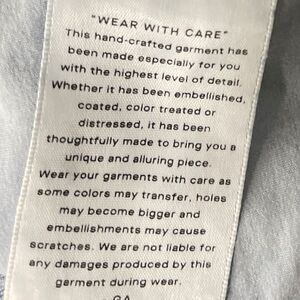 "WEAR WITH CARE"
This hand-crafted garment has
been made especially for you
with the highest level of detail.
Whether it has been embellished,
coated, color treated or
distressed, it has been
thoughtfully made to bring you a
unique and alluring piece.
Wear your garments with care as
some colors may transfer, holes
may become bigger and
embellishments may cause
scratches. We are not liable for
any damages produced by this
garment during wear.